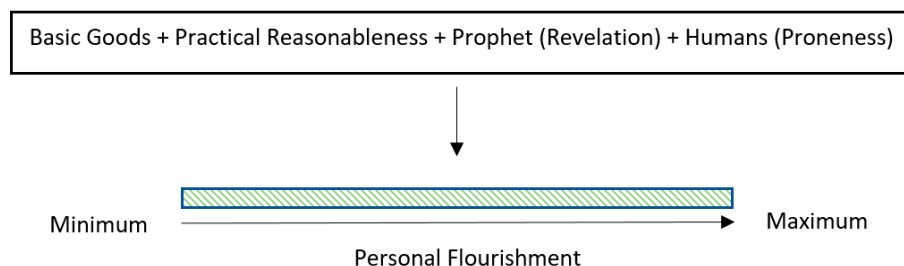 Basic Goods + Practical Reasonableness + Prophet (Revelation) + Humans (Proneness)
Minimum
Maximum
Personal Flourishment